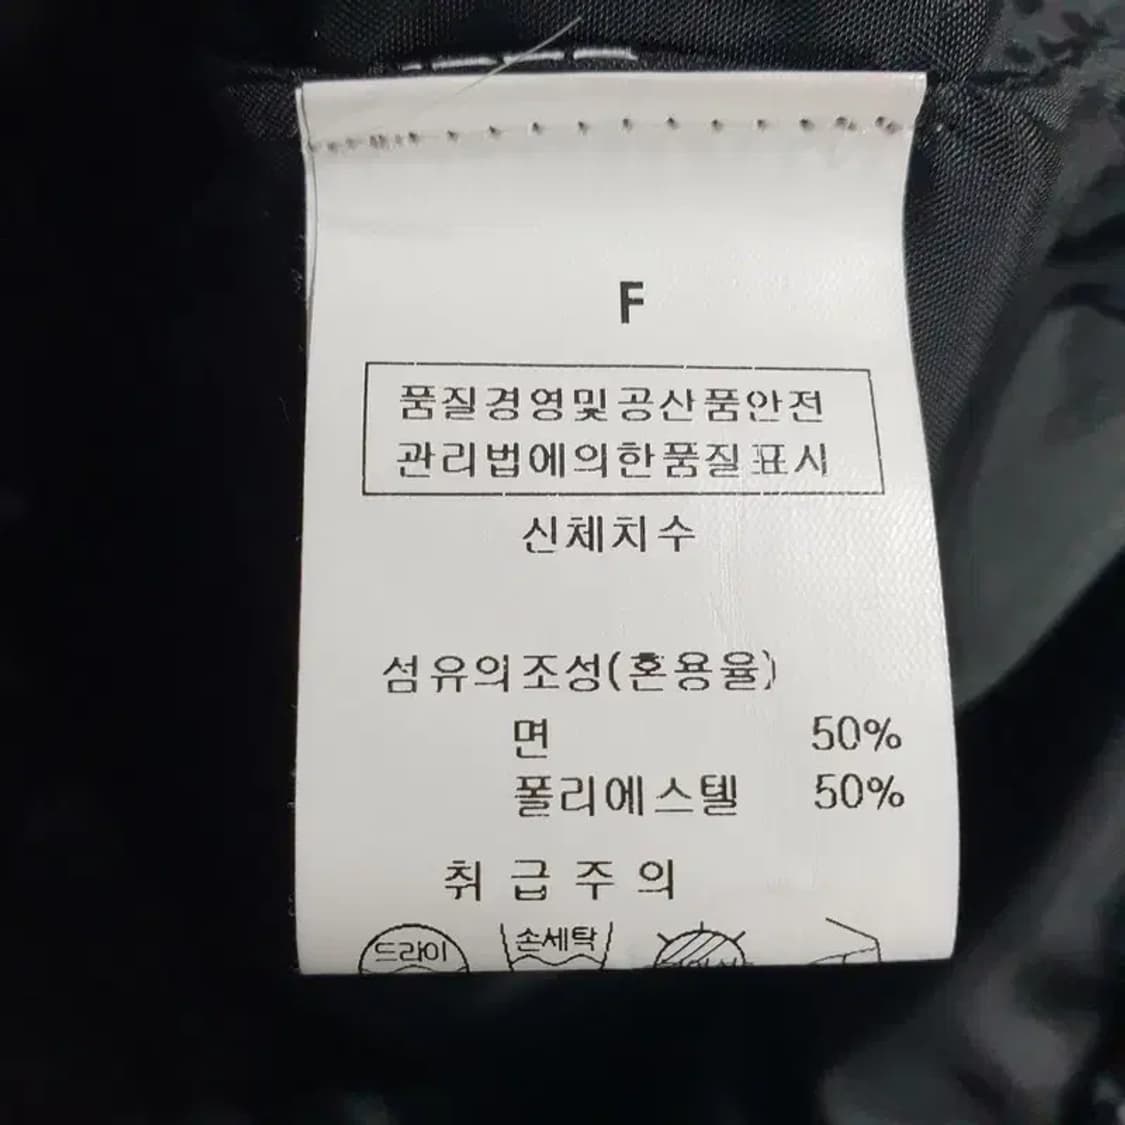 F
품질경영및공산품안전
관리법에의한품질표시
신체치수
섬유의조성(혼용율)
면 50%
폴리에스텔 50%
취급주의
드라이 손세탁